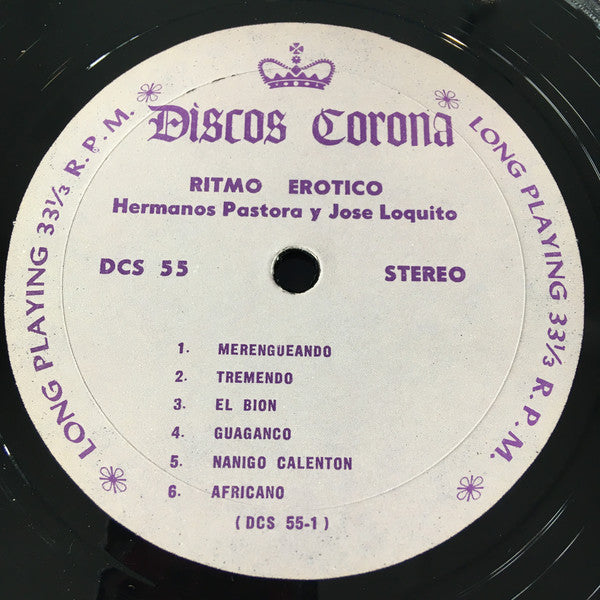 Discos Corona
LONG PLAYING 33⅓ R.P.M.
LONG PLAYING 33⅓ R.P.M.
RITMO EROTICO
Hermanos Pastora y Jose Loquito
DCS 55
STEREO
1. MERENGUEANDO
2. TREMENDO
3. EL BION
4. GUAGANCO
5. NANIGO CALENTON
6. AFRICANO
(DCS 55-1)